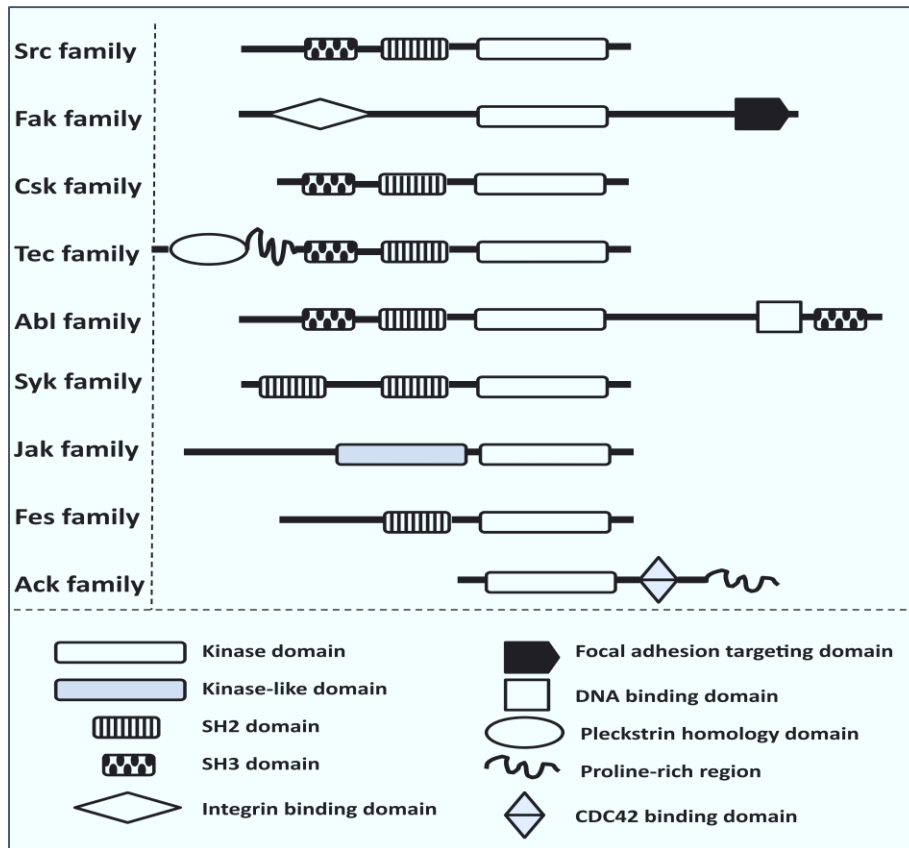 Src family
Fak family
Csk family
Tec family
Abl family
Syk family
Jak family
Fes family
Ack family
Kinase domain
Kinase-like domain
SH2 domain
SH3 domain
Integrin binding domain
Focal adhesion targeting domain
DNA binding domain
Pleckstrin homology domain
Proline-rich region
CDC42 binding domain